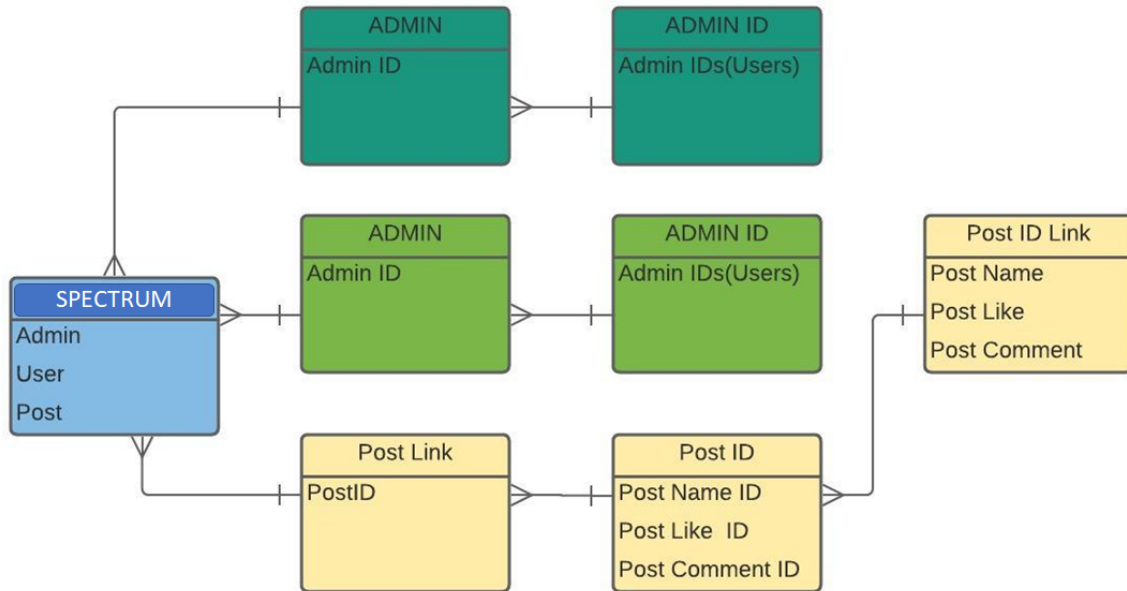 ADMIN
Admin ID
ADMIN ID
Admin IDs(Users)
ADMIN
Admin ID
ADMIN ID
Admin IDs(Users)
Post ID Link
Post Name
Post Like
Post Comment
SPECTRUM
Admin
User
Post
Post Link
PostID
Post ID
Post Name ID
Post Like  ID
Post Comment ID